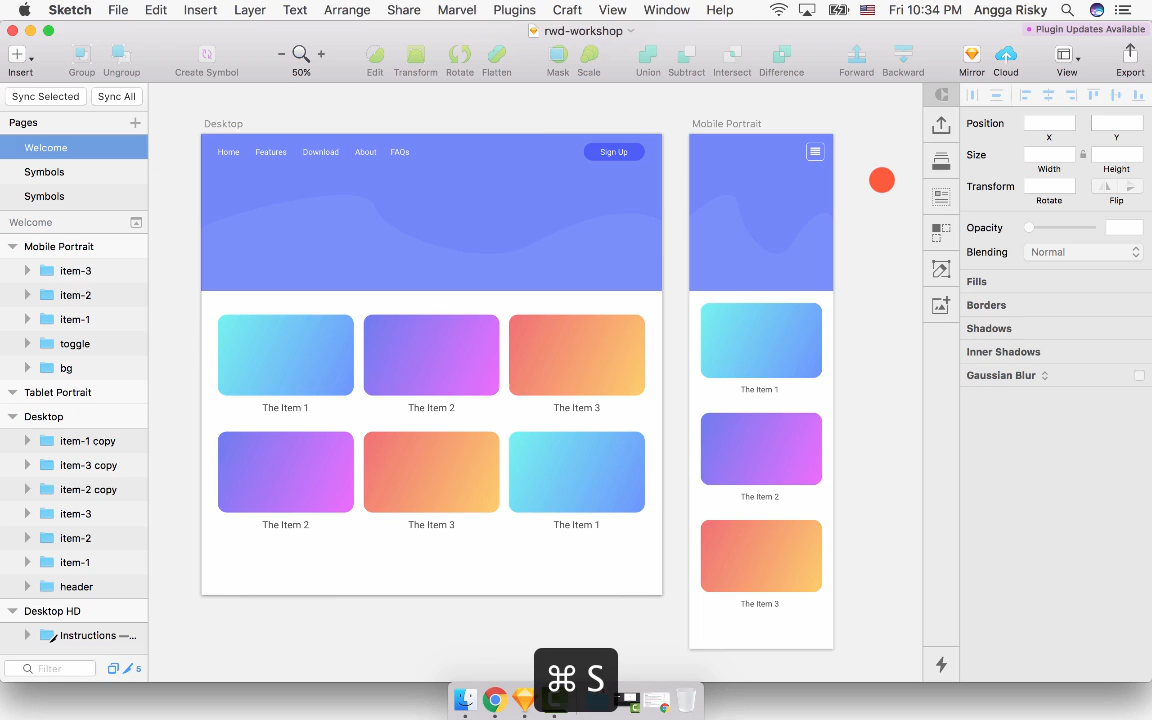 Sketch File Edit Insert Layer Text Arrange Share Marvel Plugins Craft View Window Help Fri 10:34 PM Angga Risky
rwd-workshop
Plugin Updates Available
Insert Group Ungroup Create Symbol 50% Edit Transform Rotate Flatten Mask Scale Union Subtract Intersect Difference Forward Backward Mirror Cloud View Export
Sync Selected Sync All
Pages
Welcome
Symbols
Symbols
Welcome
Mobile Portrait
item-3
item-2
item-1
toggle
bg
Tablet Portrait
Desktop
item-1 copy
item-3 copy
item-2 copy
item-3
item-2
item-1
header
Desktop HD
Instructions —...
Filter
5
Desktop
Home Features Download About FAQs Sign Up
The Item 1 The Item 2 The Item 3
The Item 2 The Item 3 The Item 1
Mobile Portrait
The Item 1
The Item 2
The Item 3
Position
X Y
Size
Width Height
Transform
Rotate Flip
Opacity
Blending Normal
Fills
Borders
Shadows
Inner Shadows
Gaussian Blur
⌘ S